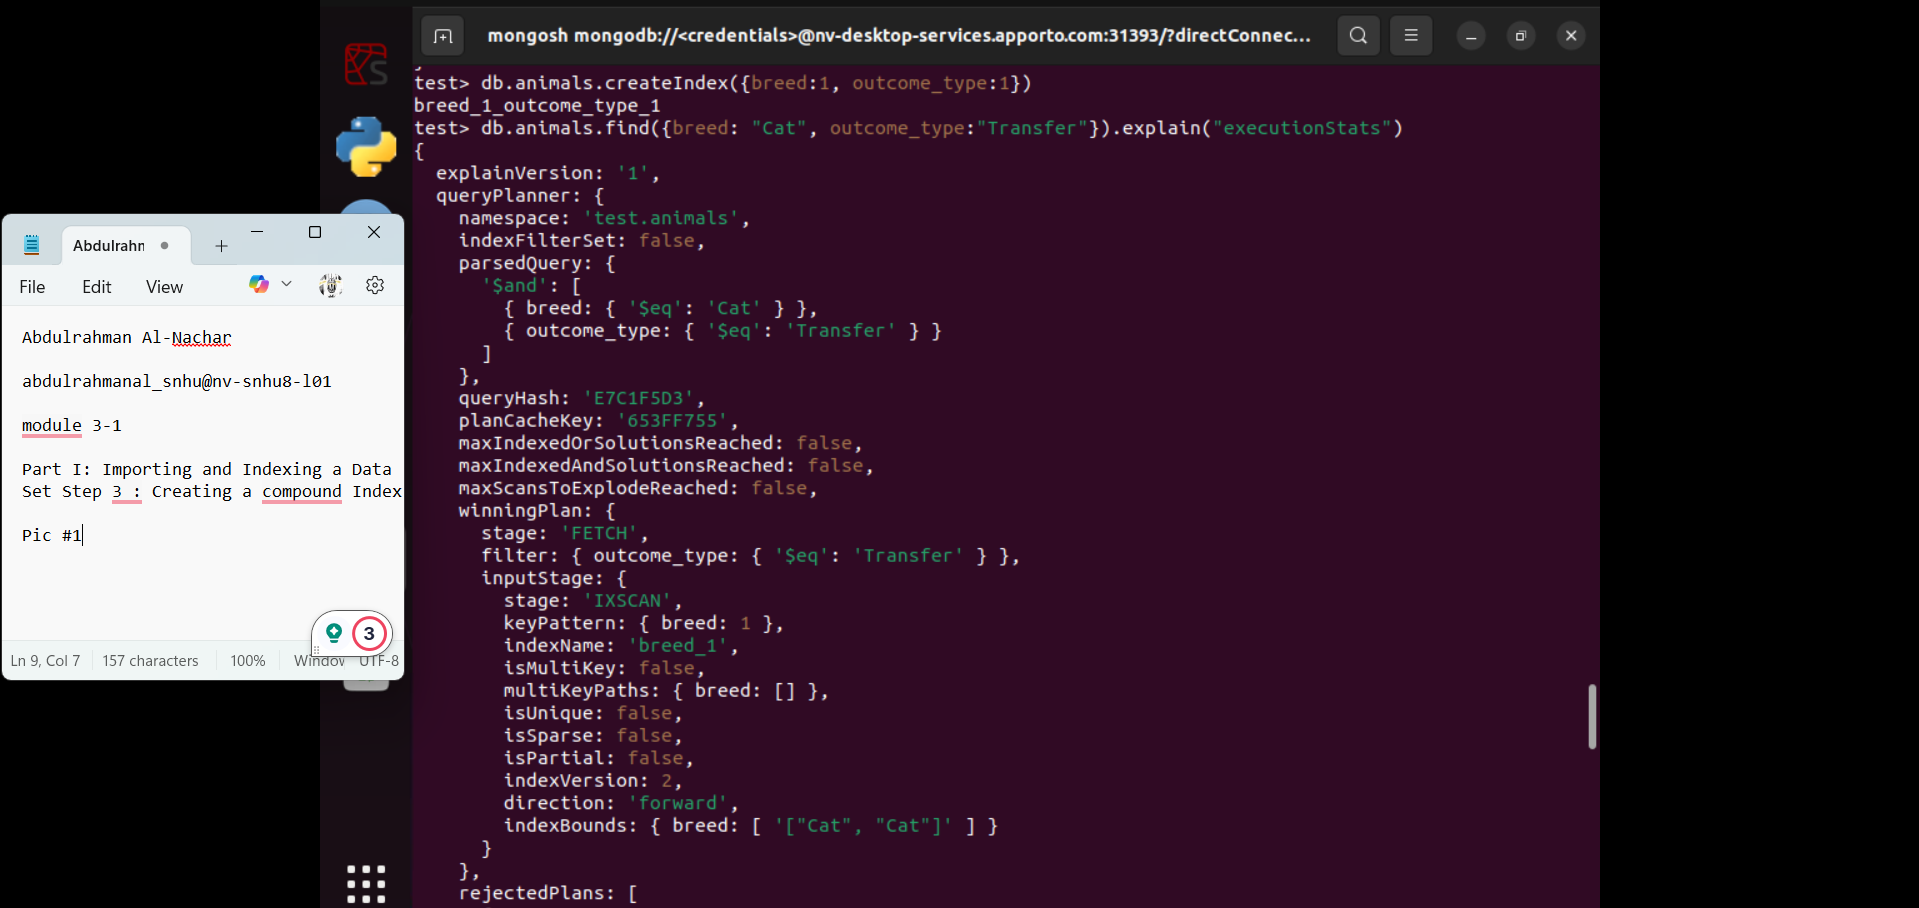 mongosh mongodb://<credentials>@nv-desktop-services.apporto.com:31393/?directConnec...
test> db.animals.createIndex({breed:1, outcome_type:1})
breed_1_outcome_type_1
test> db.animals.find({breed: "Cat", outcome_type:"Transfer"}).explain("executionStats")
{
  explainVersion: '1',
  queryPlanner: {
    namespace: 'test.animals',
    indexFilterSet: false,
    parsedQuery: {
      '$and': [
        { breed: { '$eq': 'Cat' } },
        { outcome_type: { '$eq': 'Transfer' } }
      ]
    },
    queryHash: 'E7C1F5D3',
    planCacheKey: '653FF755',
    maxIndexedOrSolutionsReached: false,
    maxIndexedAndSolutionsReached: false,
    maxScansToExplodeReached: false,
    winningPlan: {
      stage: 'FETCH',
      filter: { outcome_type: { '$eq': 'Transfer' } },
      inputStage: {
        stage: 'IXSCAN',
        keyPattern: { breed: 1 },
        indexName: 'breed_1',
        isMultiKey: false,
        multiKeyPaths: { breed: [] },
        isUnique: false,
        isSparse: false,
        isPartial: false,
        indexVersion: 2,
        direction: 'forward',
        indexBounds: { breed: [ '["Cat", "Cat"]' ] }
      }
    },
    rejectedPlans: [
Abdulrahn
File Edit View
Abdulrahman Al-Nachar
abdulrahmanal_snhu@nv-snhu8-l01
module 3-1
Part I: Importing and Indexing a Data
Set Step 3 : Creating a compound Index
Pic #1
3
Ln 9, Col 7 157 characters 100% Window UTF-8